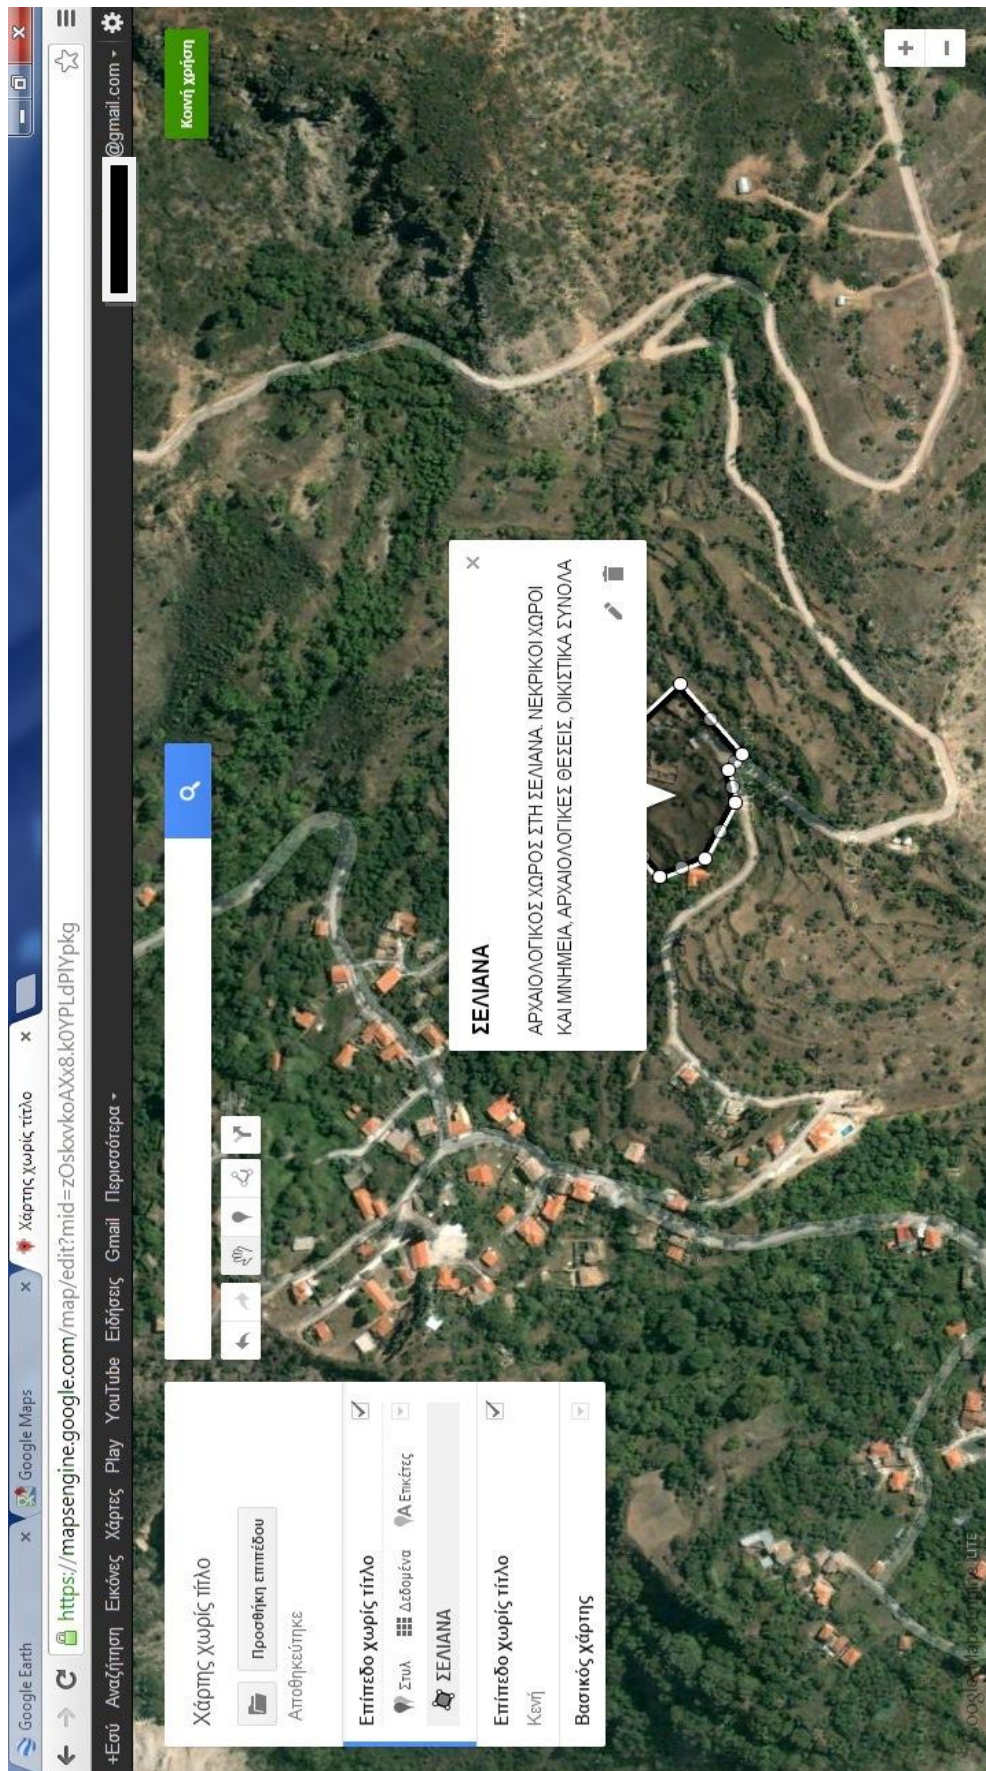 Google Earth
Google Maps
Χάρτης χωρίς τίτλο
https://mapsengine.google.com/map/edit?mid=zOskxvkoAXx8.k0YPLdPlYpkg
+Εσύ Αναζήτηση Εικόνες Χάρτες Play YouTube Ειδήσεις Gmail Περισσότερα
@gmail.com
Κοινή χρήση
Χάρτης χωρίς τίτλο
Προσθήκη επιπέδου
Αποθηκεύτηκε
Επίπεδο χωρίς τίτλο
Στυλ Δεδομένα Ετικέτες
ΣΕΛΙΑΝΑ
Επίπεδο χωρίς τίτλο
Κενή
Βασικός χάρτης
ΣΕΛΙΑΝΑ
ΑΡΧΑΙΟΛΟΓΙΚΟΣ ΧΩΡΟΣ ΣΤΗ ΣΕΛΙΑΝΑ. ΝΕΚΡΙΚΟΙ ΧΩΡΟΙ
ΚΑΙ ΜΝΗΜΕΙΑ, ΑΡΧΑΙΟΛΟΓΙΚΕΣ ΘΕΣΕΙΣ, ΟΙΚΙΣΤΙΚΑ ΣΥΝΟΛΑ